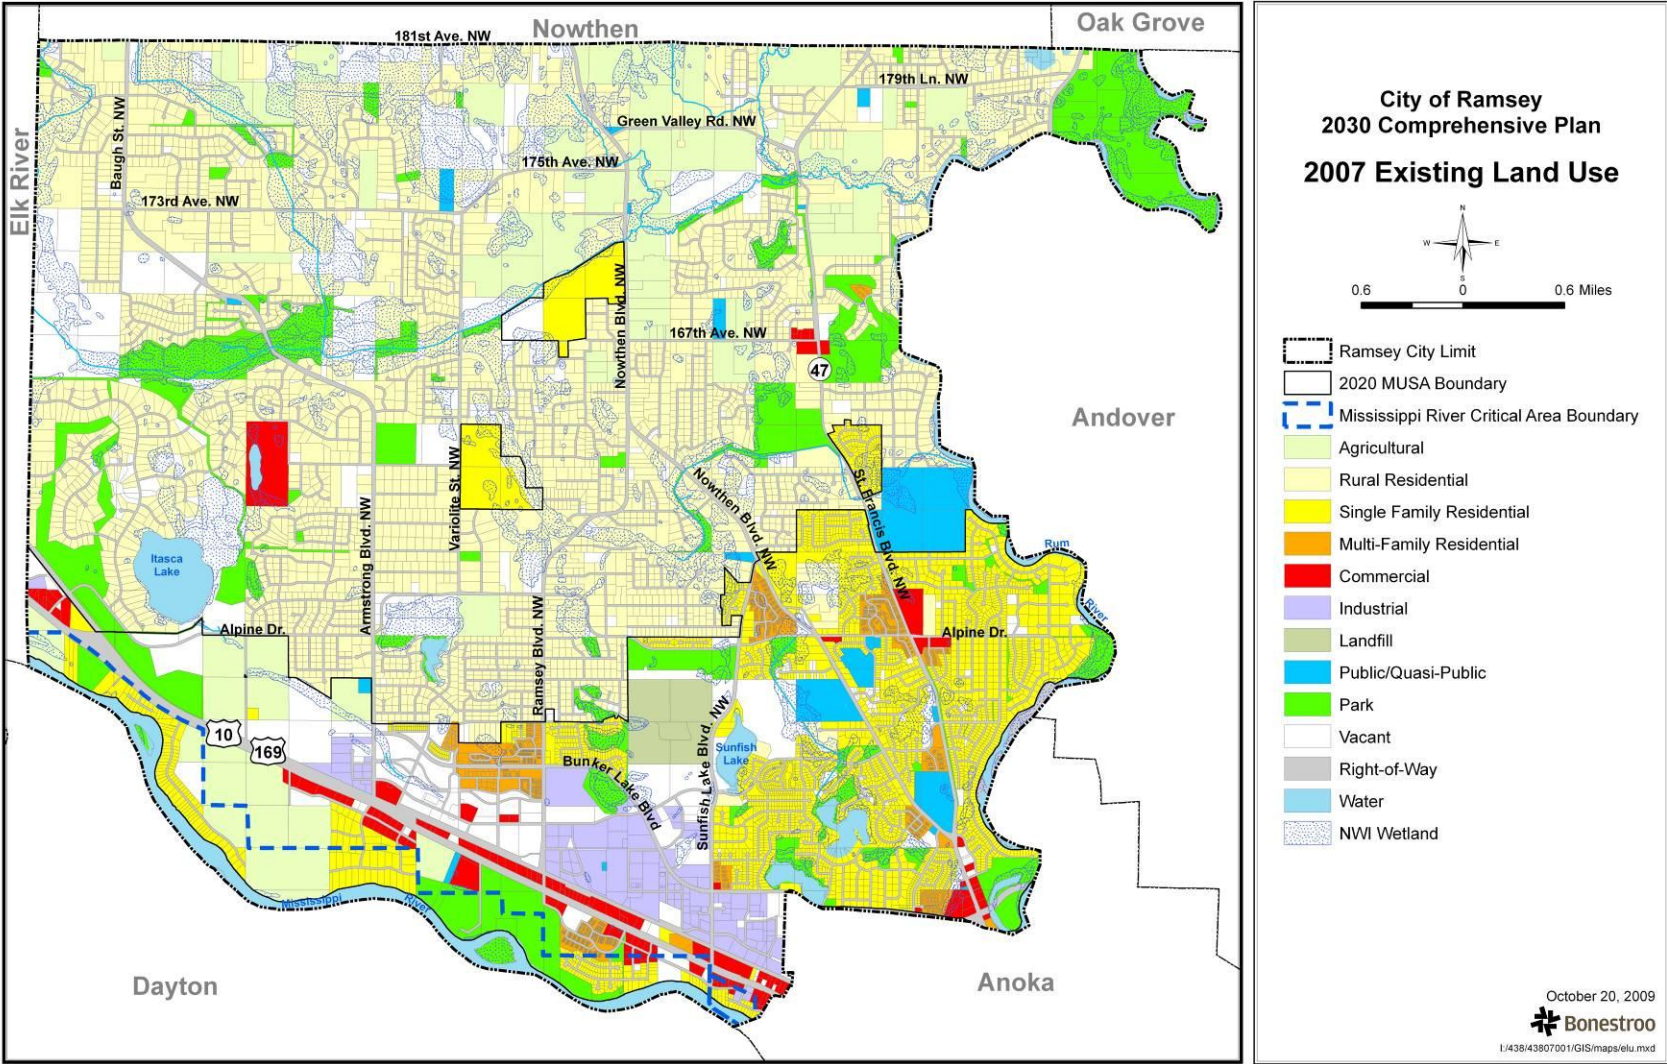 Nowthen
Oak Grove
181st Ave. NW
179th Ln. NW
Green Valley Rd. NW
Baugh St. NW
175th Ave. NW
Elk River
173rd Ave. NW
Nowthen Blvd. NW
167th Ave. NW
47
Andover
Variolite St. NW
Nowthen Blvd. NW
St. Francis Blvd. NW
Armstrong Blvd. NW
Itasca
Lake
Rum
River
Ramsey Blvd. NW
Alpine Dr.
Alpine Dr.
10
169
Sunfish Lake Blvd. NW
Sunfish
Lake
Bunker Lake Blvd
Mississippi
River
Dayton
Anoka
City of Ramsey
2030 Comprehensive Plan
2007 Existing Land Use
N
W
E
S
0.6
0
0.6 Miles
Ramsey City Limit
2020 MUSA Boundary
Mississippi River Critical Area Boundary
Agricultural
Rural Residential
Single Family Residential
Multi-Family Residential
Commercial
Industrial
Landfill
Public/Quasi-Public
Park
Vacant
Right-of-Way
Water
NWI Wetland
October 20, 2009
Bonestroo
I:/438/43807001/GIS/maps/elu.mxd